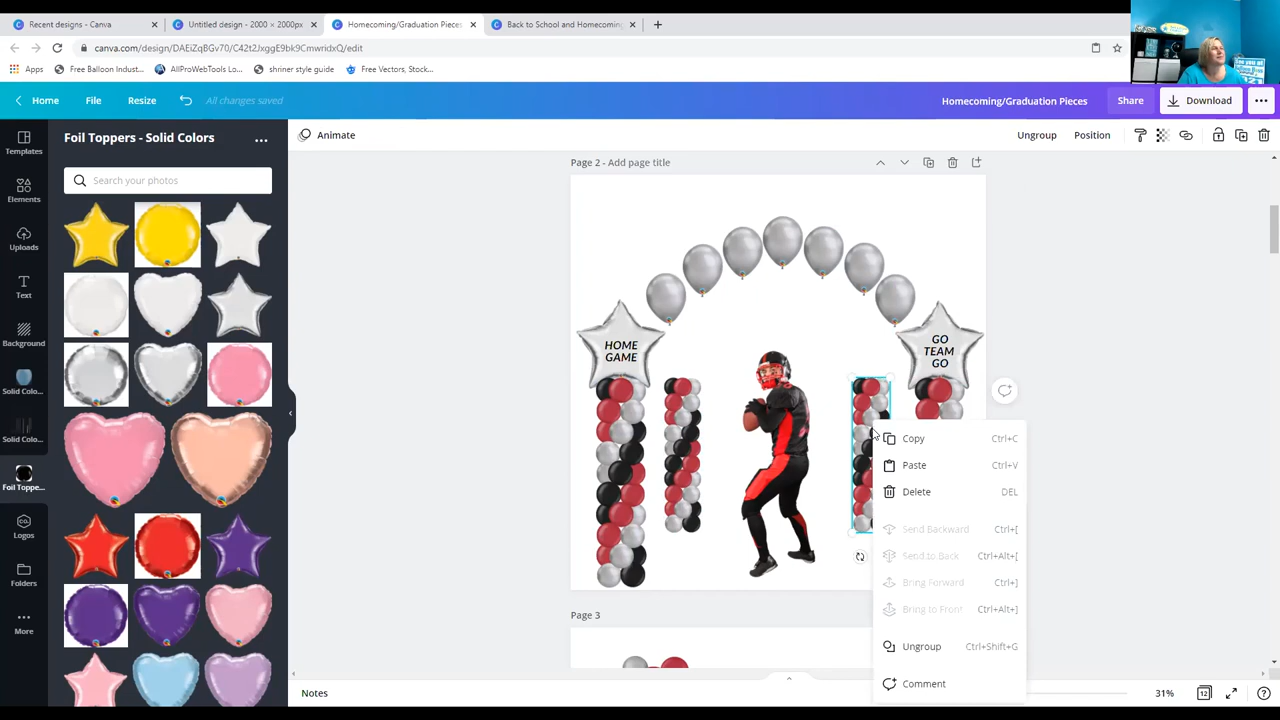 Recent designs - Canva
Untitled design - 2000 × 2000px
Homecoming/Graduation Pieces
Back to School and Homecoming
canva.com/design/DAEiZqBGv70/C42t2JxggE9bk9CmwridxQ/edit
Apps
Free Balloon Indust...
AllProWebTools Lo...
shriner style guide
Free Vectors, Stock...
Home
File
Resize
All changes saved
Homecoming/Graduation Pieces
Share
Download
Templates
Elements
Uploads
Text
Background
Solid Colo...
Solid Colo...
Foil Toppe...
Logos
Folders
More
Foil Toppers - Solid Colors
Search your photos
Animate
Ungroup
Position
Page 2 - Add page title
HOME
GAME
GO
TEAM
GO
Copy Ctrl+C
Paste Ctrl+V
Delete DEL
Send Backward Ctrl+[
Send to Back Ctrl+Alt+[
Bring Forward Ctrl+]
Bring to Front Ctrl+Alt+]
Ungroup Ctrl+Shift+G
Comment
Page 3
Notes
31%
12